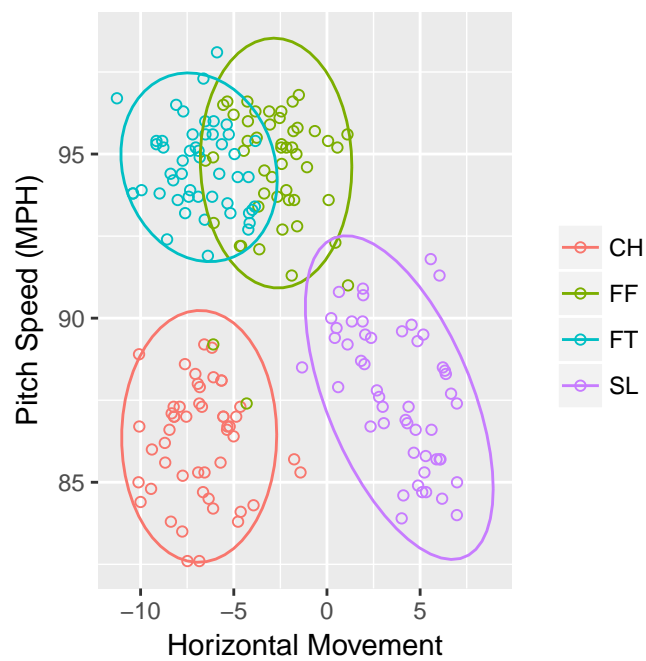 95
90
85
−10 −5 0 5
Horizontal Movement
Pitch Speed (MPH)
CH
FF
FT
SL